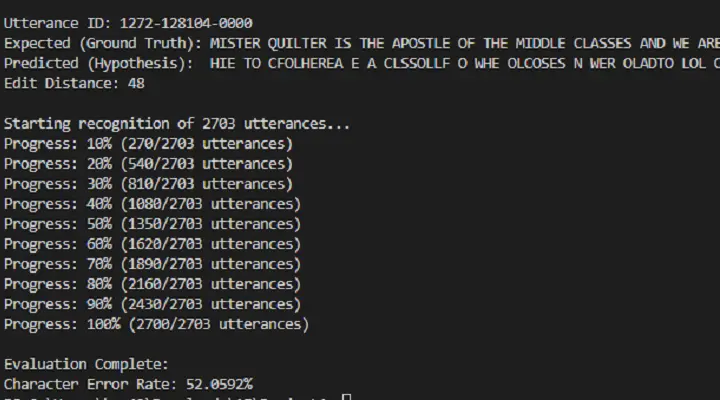 Utterance ID: 1272-128104-0000
Expected (Ground Truth): MISTER QUILTER IS THE APOSTLE OF THE MIDDLE CLASSES AND WE ARE
Predicted (Hypothesis):  HIE TO CFOLHEREA E A CLSSOLLF O WHE OLCOSES N WER OLADTO LOL
Edit Distance: 48
Starting recognition of 2703 utterances...
Progress: 10% (270/2703 utterances)
Progress: 20% (540/2703 utterances)
Progress: 30% (810/2703 utterances)
Progress: 40% (1080/2703 utterances)
Progress: 50% (1350/2703 utterances)
Progress: 60% (1620/2703 utterances)
Progress: 70% (1890/2703 utterances)
Progress: 80% (2160/2703 utterances)
Progress: 90% (2430/2703 utterances)
Progress: 100% (2700/2703 utterances)
Evaluation Complete:
Character Error Rate: 52.0592%